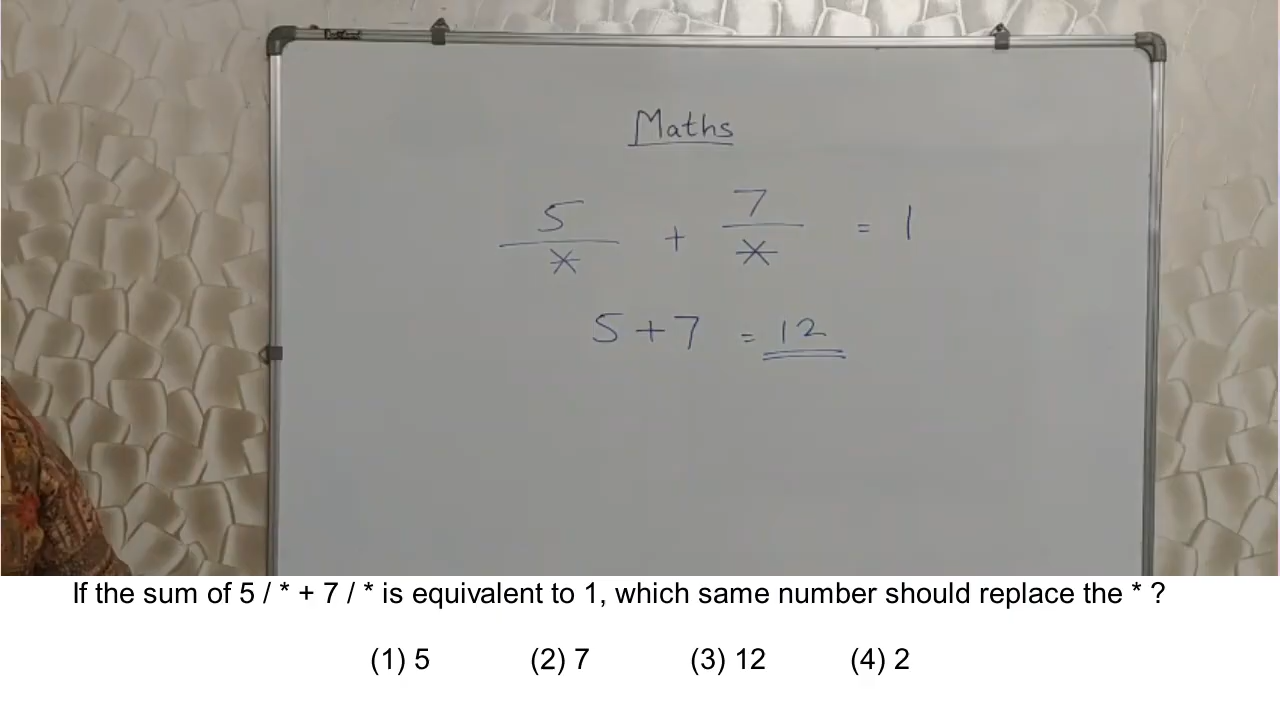 Maths
5/* + 7/* = 1
5 + 7 = 12
If the sum of 5 / * + 7 / * is equivalent to 1, which same number should replace the * ?
(1) 5 (2) 7 (3) 12 (4) 2